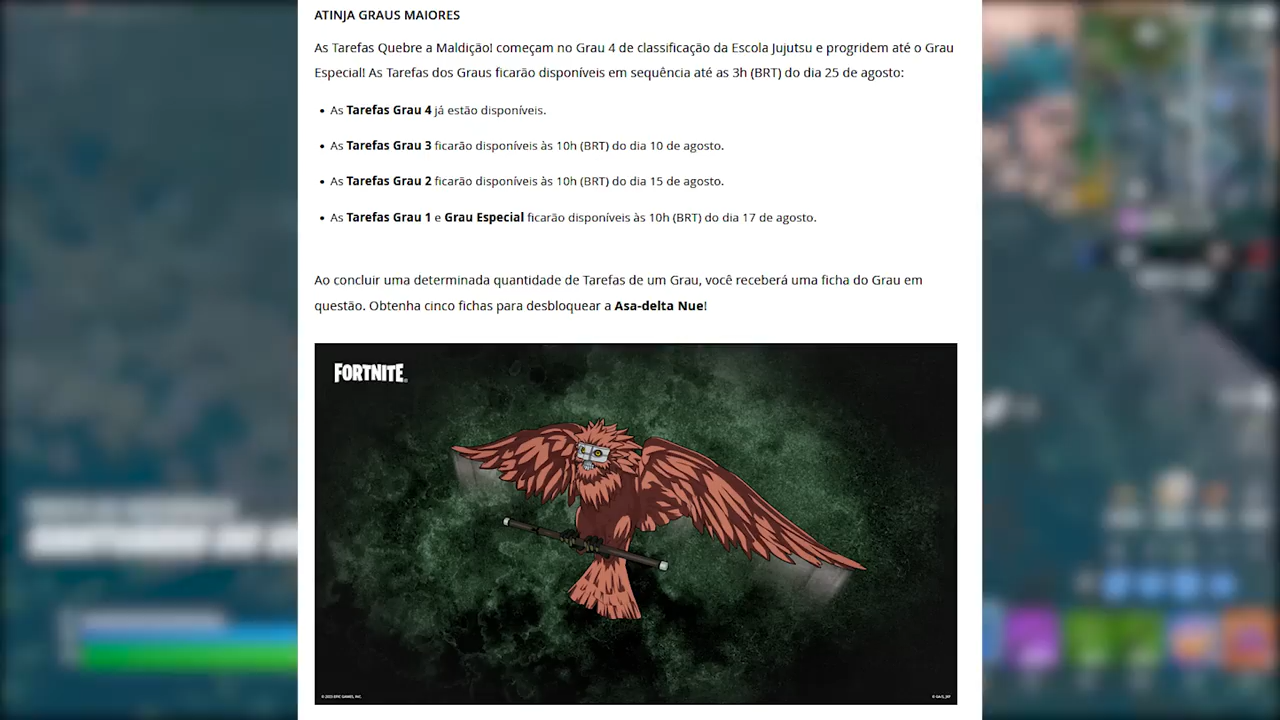 ATINJA GRAUS MAIORES
As Tarefas Quebre a Maldição! começam no Grau 4 de classificação da Escola Jujutsu e progridem até o Grau
Especial! As Tarefas dos Graus ficarão disponíveis em sequência até as 3h (BRT) do dia 25 de agosto:
• As Tarefas Grau 4 já estão disponíveis.
• As Tarefas Grau 3 ficarão disponíveis às 10h (BRT) do dia 10 de agosto.
• As Tarefas Grau 2 ficarão disponíveis às 10h (BRT) do dia 15 de agosto.
• As Tarefas Grau 1 e Grau Especial ficarão disponíveis às 10h (BRT) do dia 17 de agosto.
Ao concluir uma determinada quantidade de Tarefas de um Grau, você receberá uma ficha do Grau em
questão. Obtenha cinco fichas para desbloquear a Asa-delta Nue!
FORTNITE
© 2023 EPIC GAMES, INC.